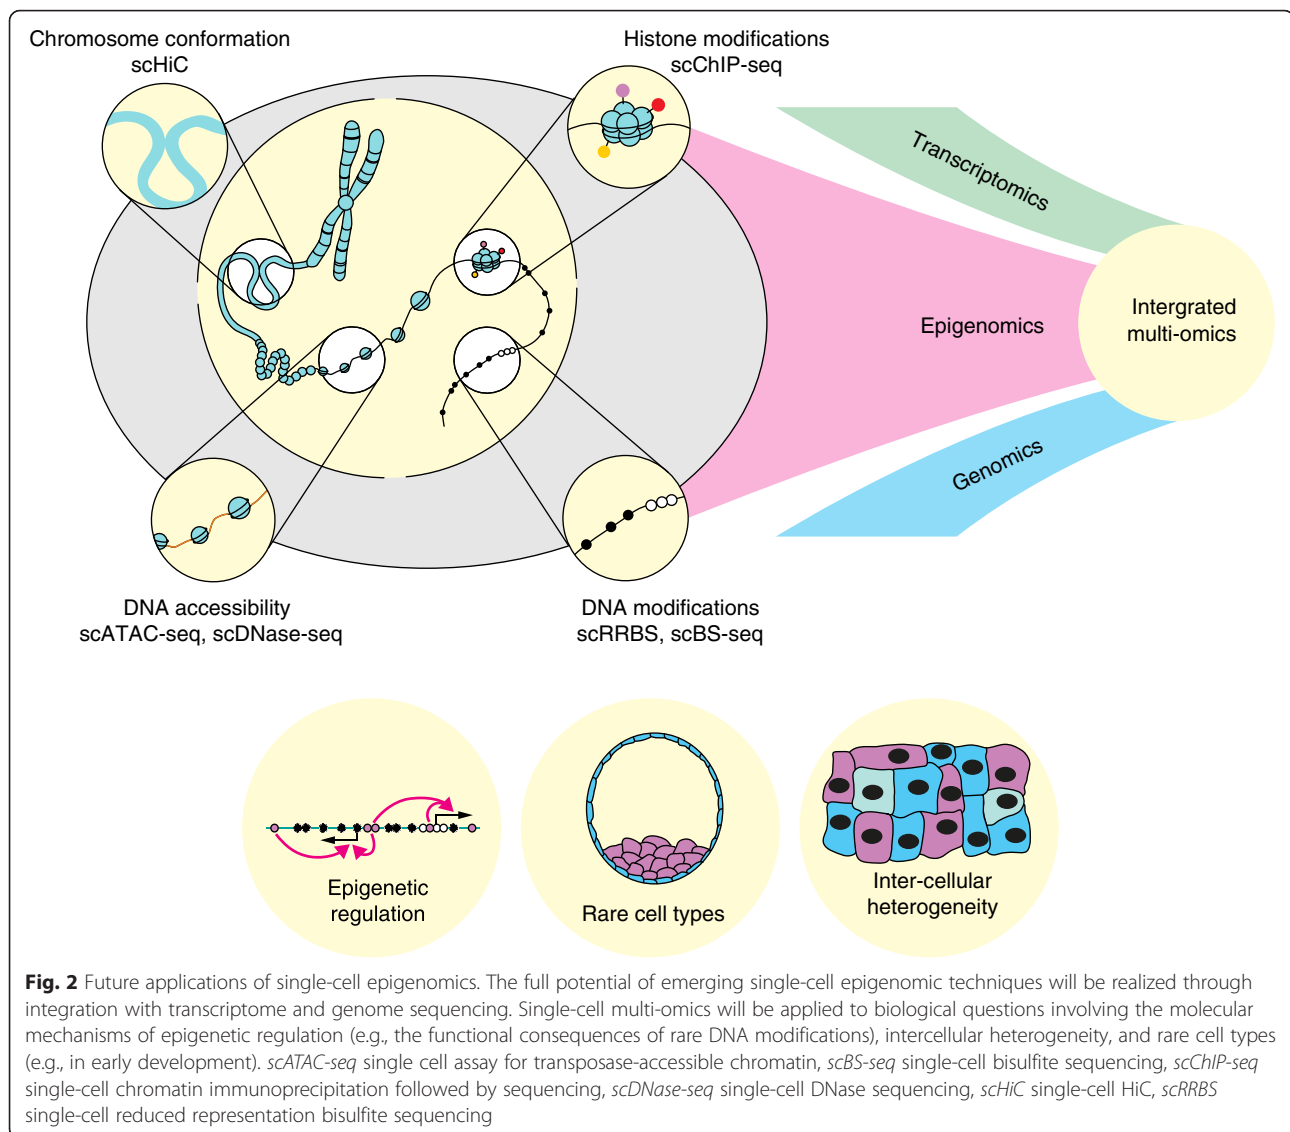 Chromosome conformation
scHiC
Histone modifications
scChIP-seq
Transcriptomics
Epigenomics
Intergrated
multi-omics
Genomics
DNA accessibility
scATAC-seq, scDNase-seq
DNA modifications
scRRBS, scBS-seq
Epigenetic
regulation
Rare cell types
Inter-cellular
heterogeneity
Fig. 2 Future applications of single-cell epigenomics. The full potential of emerging single-cell epigenomic techniques will be realized through
integration with transcriptome and genome sequencing. Single-cell multi-omics will be applied to biological questions involving the molecular
mechanisms of epigenetic regulation (e.g., the functional consequences of rare DNA modifications), intercellular heterogeneity, and rare cell types
(e.g., in early development). scATAC-seq single cell assay for transposase-accessible chromatin, scBS-seq single-cell bisulfite sequencing, scChIP-seq
single-cell chromatin immunoprecipitation followed by sequencing, scDNase-seq single-cell DNase sequencing, scHiC single-cell HiC, scRRBS
single-cell reduced representation bisulfite sequencing